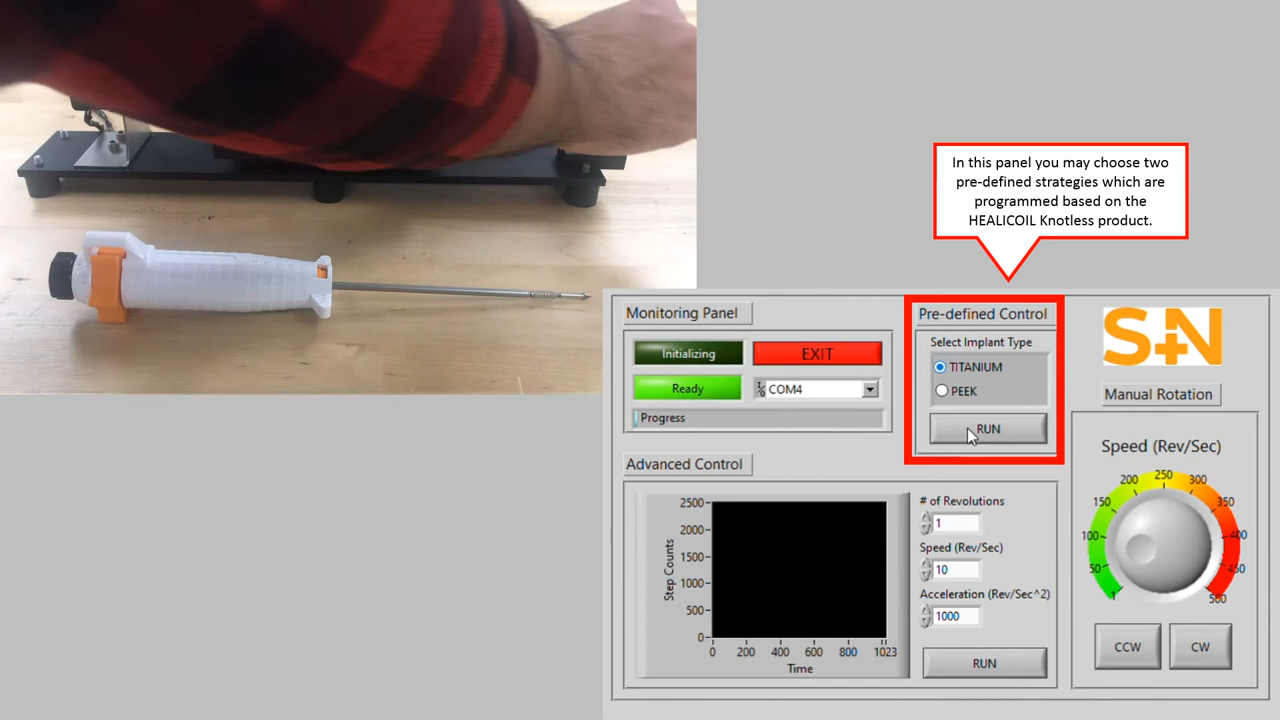 In this panel you may choose two
pre-defined strategies which are
programmed based on the
HEALICOIL Knotless product.
Monitoring Panel
Initializing
EXIT
Ready
I/O COM4
Progress
Pre-defined Control
Select Implant Type
TITANIUM
PEEK
RUN
S+N
Manual Rotation
Speed (Rev/Sec)
1
50
100
150
200
250
300
350
400
450
500
CCW
CW
Advanced Control
Step Counts
2500
2000
1500
1000
500
0
0 200 400 600 800 1023
Time
# of Revolutions
1
Speed (Rev/Sec)
10
Acceleration (Rev/Sec^2)
1000
RUN